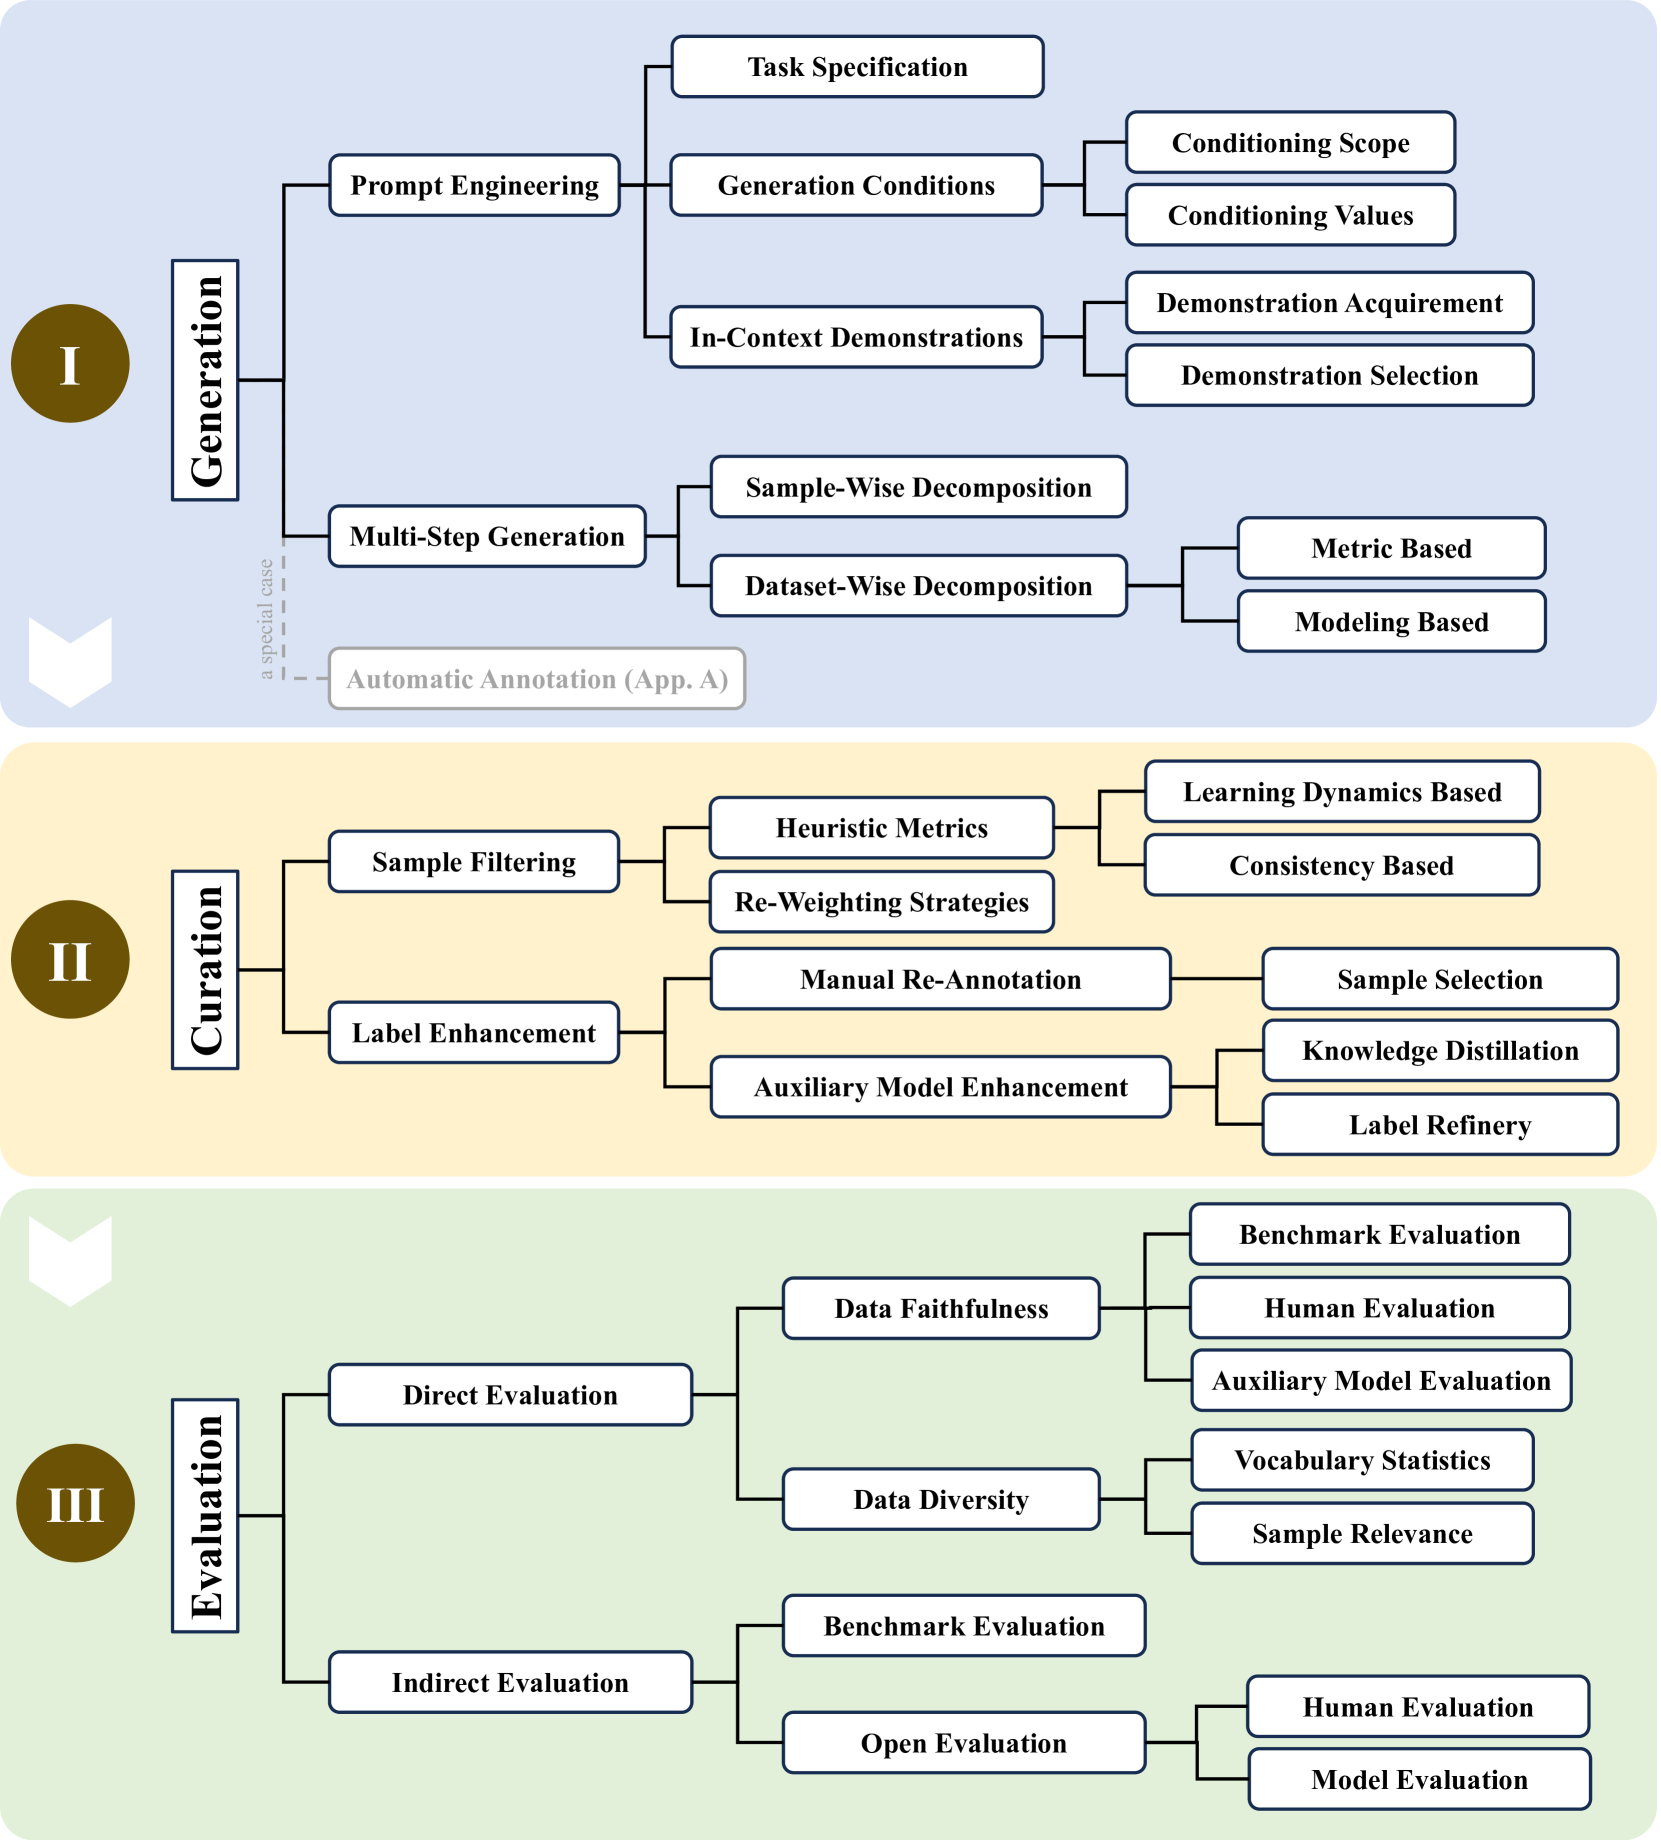 I
Generation
Prompt Engineering
Task Specification
Generation Conditions
Conditioning Scope
Conditioning Values
In-Context Demonstrations
Demonstration Acquirement
Demonstration Selection
Multi-Step Generation
Sample-Wise Decomposition
Dataset-Wise Decomposition
Metric Based
Modeling Based
a special case
Automatic Annotation (App. A)
II
Curation
Sample Filtering
Heuristic Metrics
Learning Dynamics Based
Consistency Based
Re-Weighting Strategies
Label Enhancement
Manual Re-Annotation
Sample Selection
Auxiliary Model Enhancement
Knowledge Distillation
Label Refinery
III
Evaluation
Direct Evaluation
Data Faithfulness
Benchmark Evaluation
Human Evaluation
Auxiliary Model Evaluation
Data Diversity
Vocabulary Statistics
Sample Relevance
Indirect Evaluation
Benchmark Evaluation
Open Evaluation
Human Evaluation
Model Evaluation